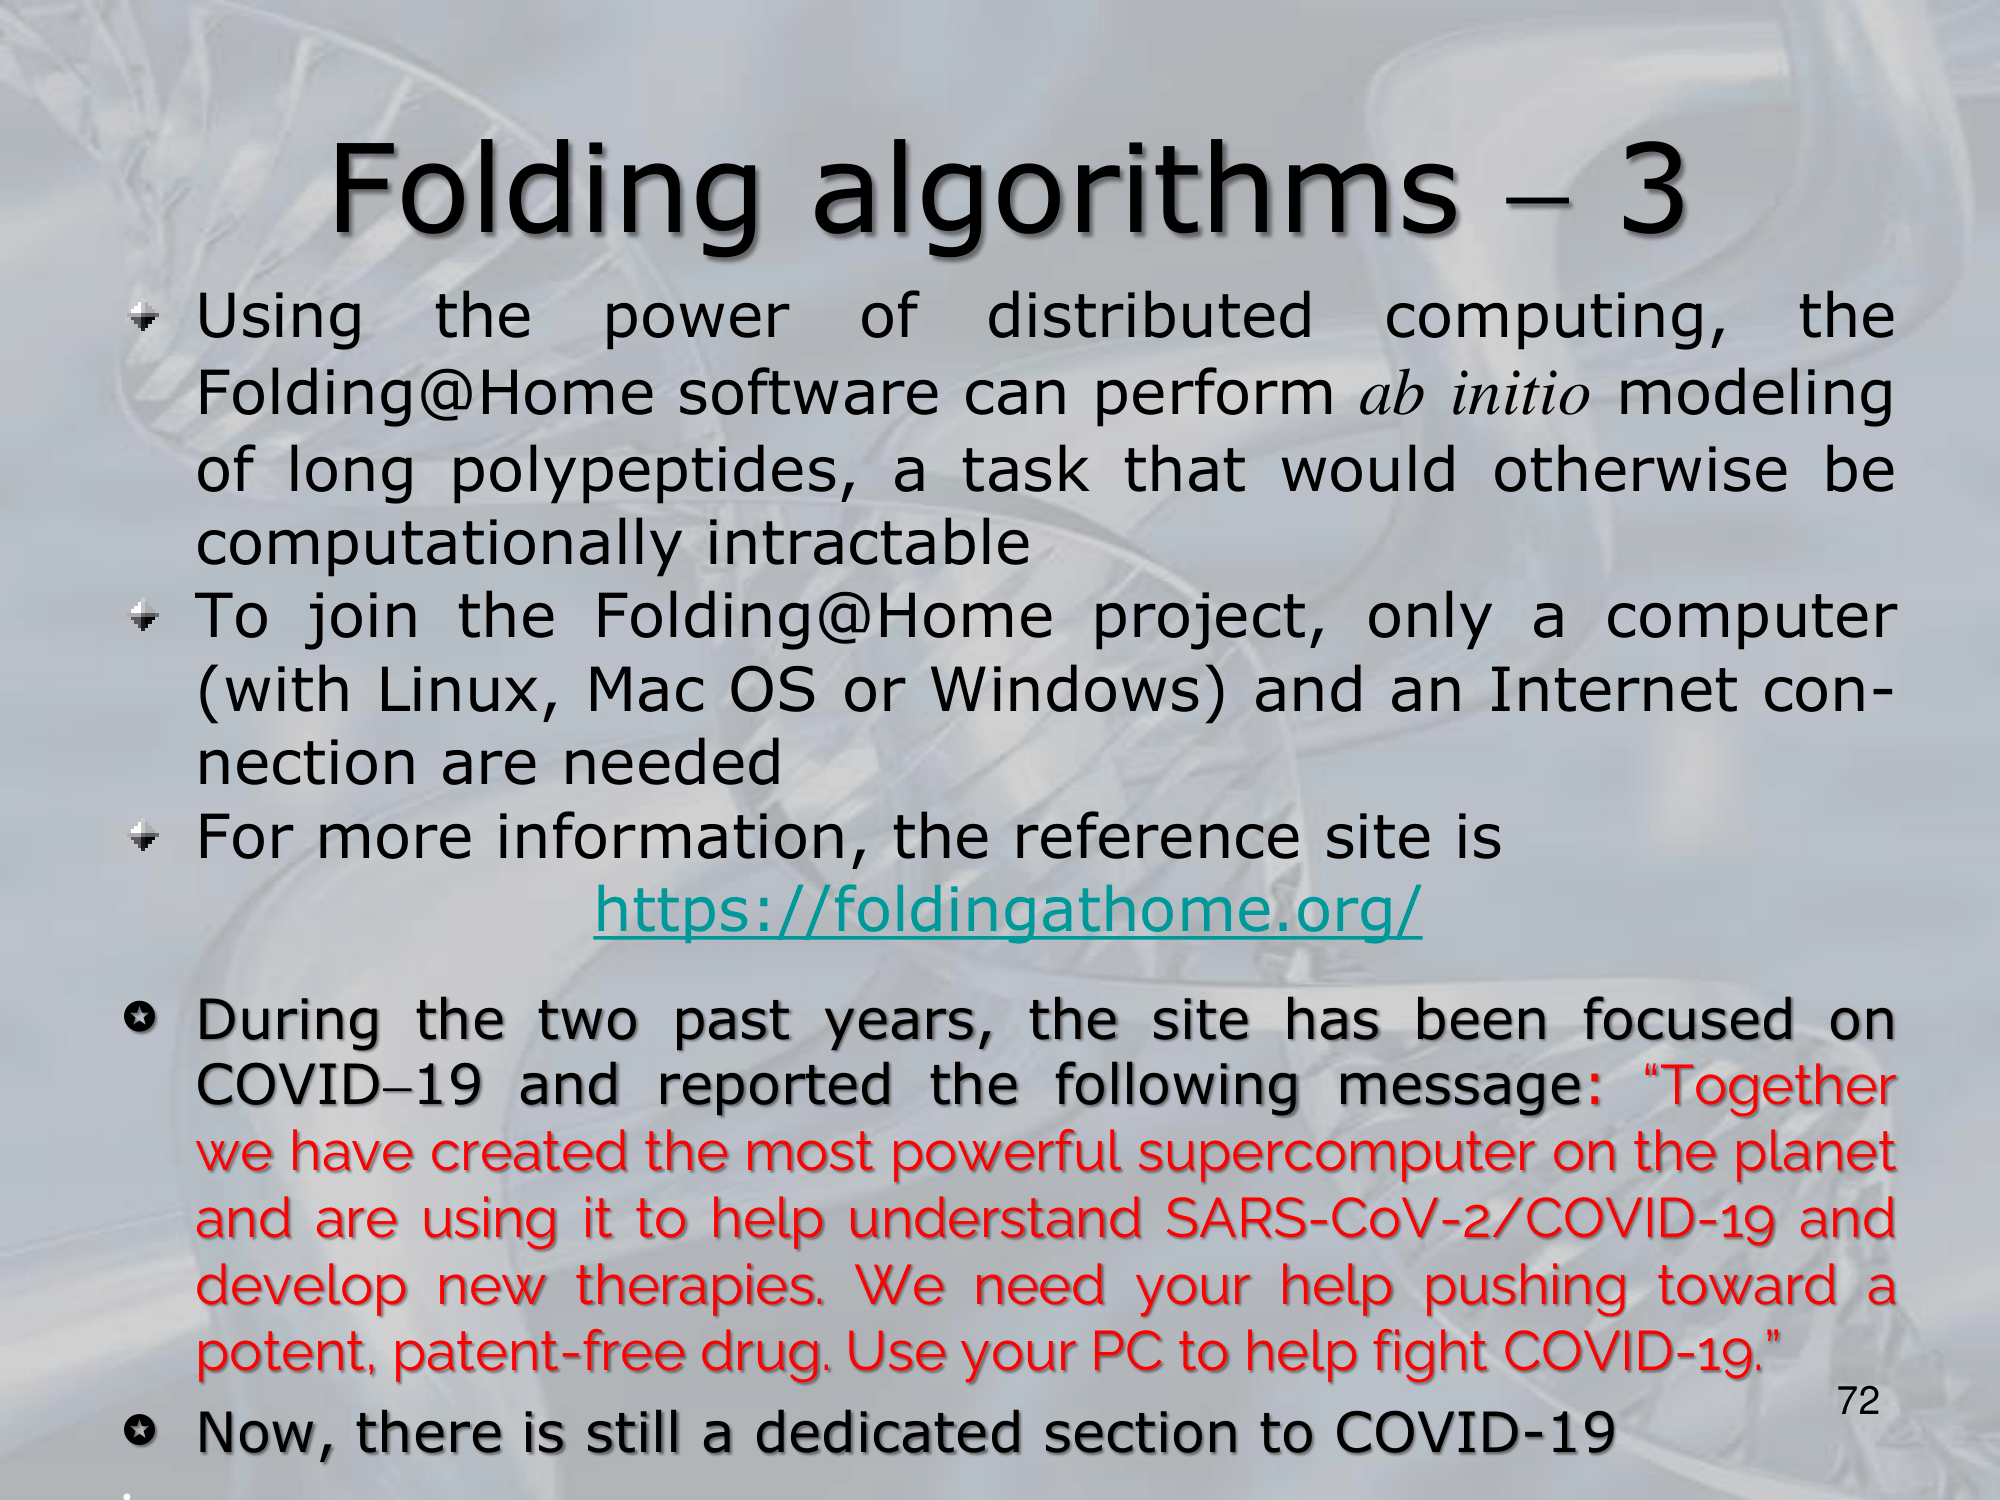 Folding algorithms – 3
Using the power of distributed computing, the
Folding@Home software can perform ab initio modeling
of long polypeptides, a task that would otherwise be
computationally intractable
To join the Folding@Home project, only a computer
(with Linux, Mac OS or Windows) and an Internet con-
nection are needed
For more information, the reference site is
https://foldingathome.org/
During the two past years, the site has been focused on
COVID–19 and reported the following message: “Together
we have created the most powerful supercomputer on the planet
and are using it to help understand SARS-CoV-2/COVID-19 and
develop new therapies. We need your help pushing toward a
potent, patent-free drug. Use your PC to help fight COVID-19.”
72
Now, there is still a dedicated section to COVID-19